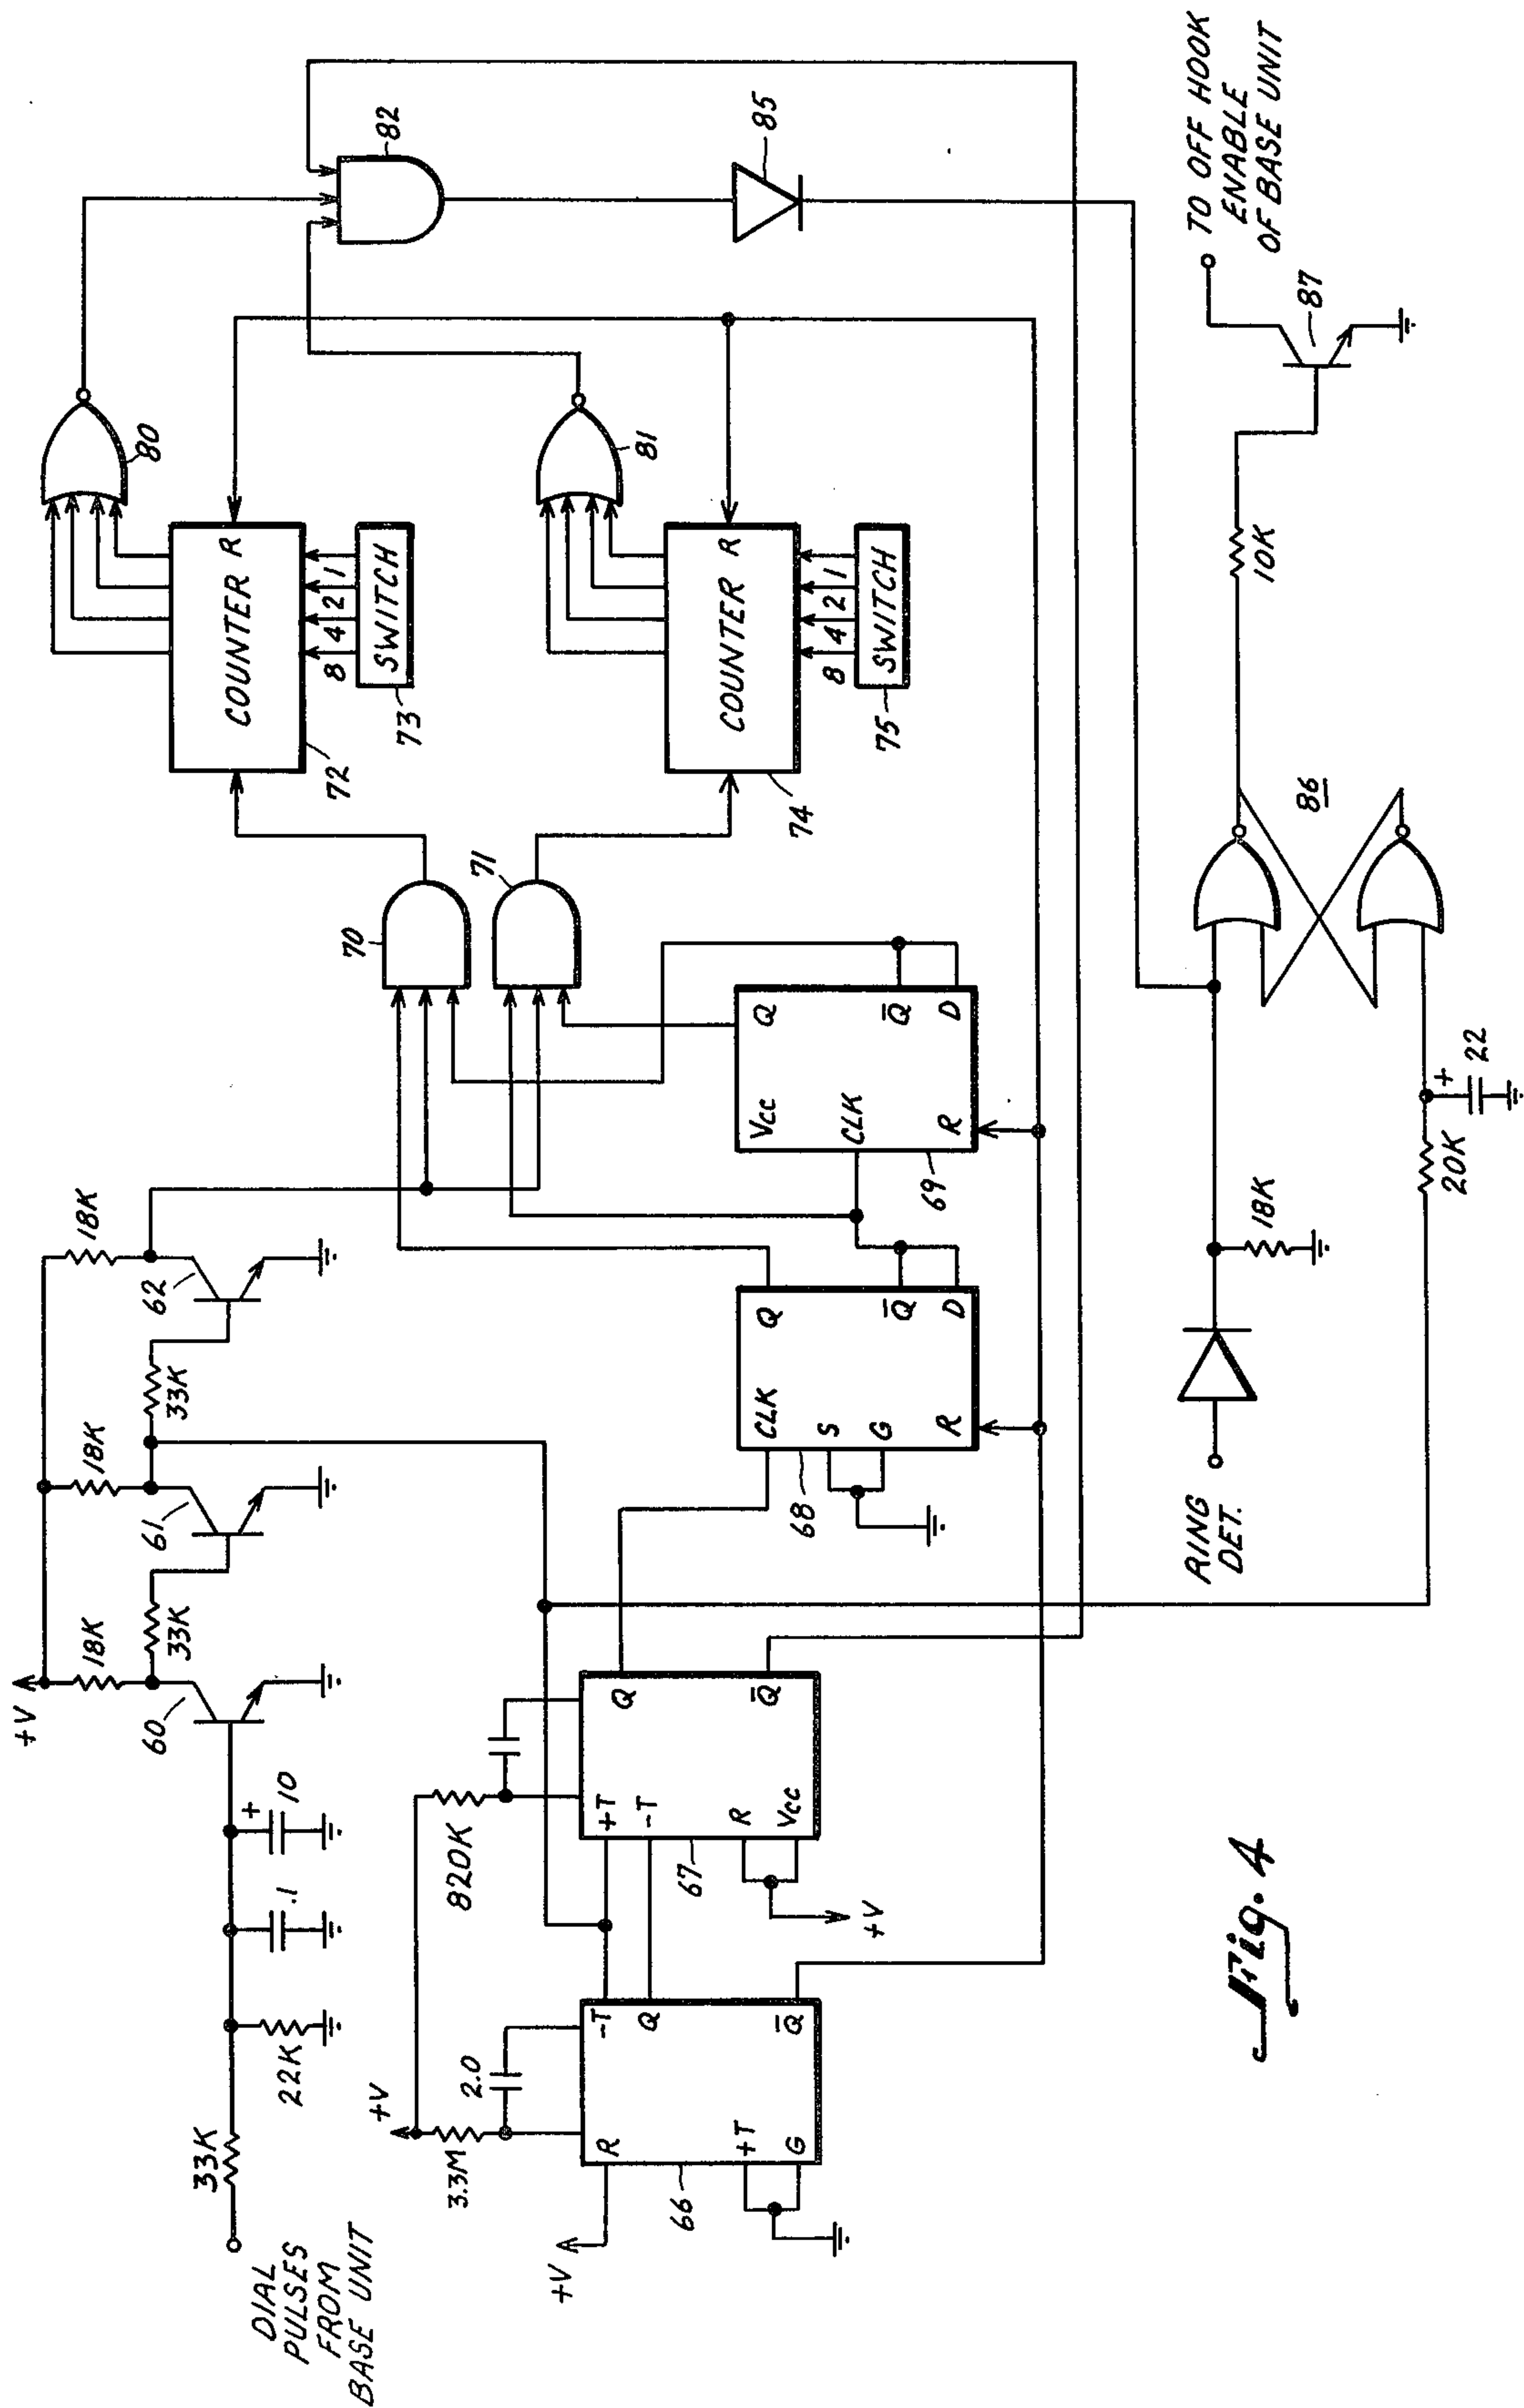 +V
18K
18K
18K
33K
33K
60
61
62
33K
22K
.1
+
10
DIAL
PULSES
FROM
BASE UNIT
+V
3.3M
2.0
820K
+V
R
-T
Q
Q̅
+T
G
66
+T
-T
R
Vcc
Q
Q̅
67
+V
CLK
S
G
R
Q
Q̅
D
68
Vcc
CLK
R
Q
Q̅
D
69
70
71
COUNTER
R
72
8 4 2 1
SWITCH
73
COUNTER
R
74
8 4 2 1
SWITCH
75
80
81
82
85
RING
DET.
18K
20K
+
22
86
10K
87
TO OFF HOOK
ENABLE
OF BASE UNIT
Fig. 4